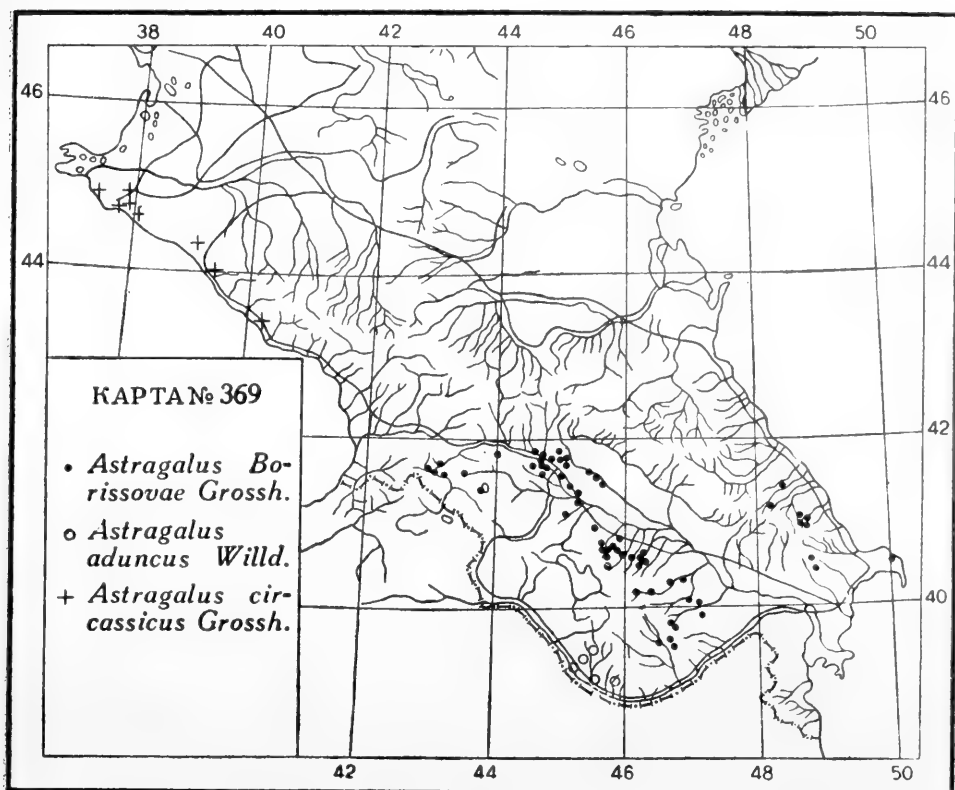 38 40 42 44 46 48 50
46 46
44 44
42
40
КАРТА № 369
• Astragalus Bo-
rissovae Grossh.
○ Astragalus
aduncus Willd.
+ Astragalus cir-
cassicus Grossh.
42 44 46 48 50